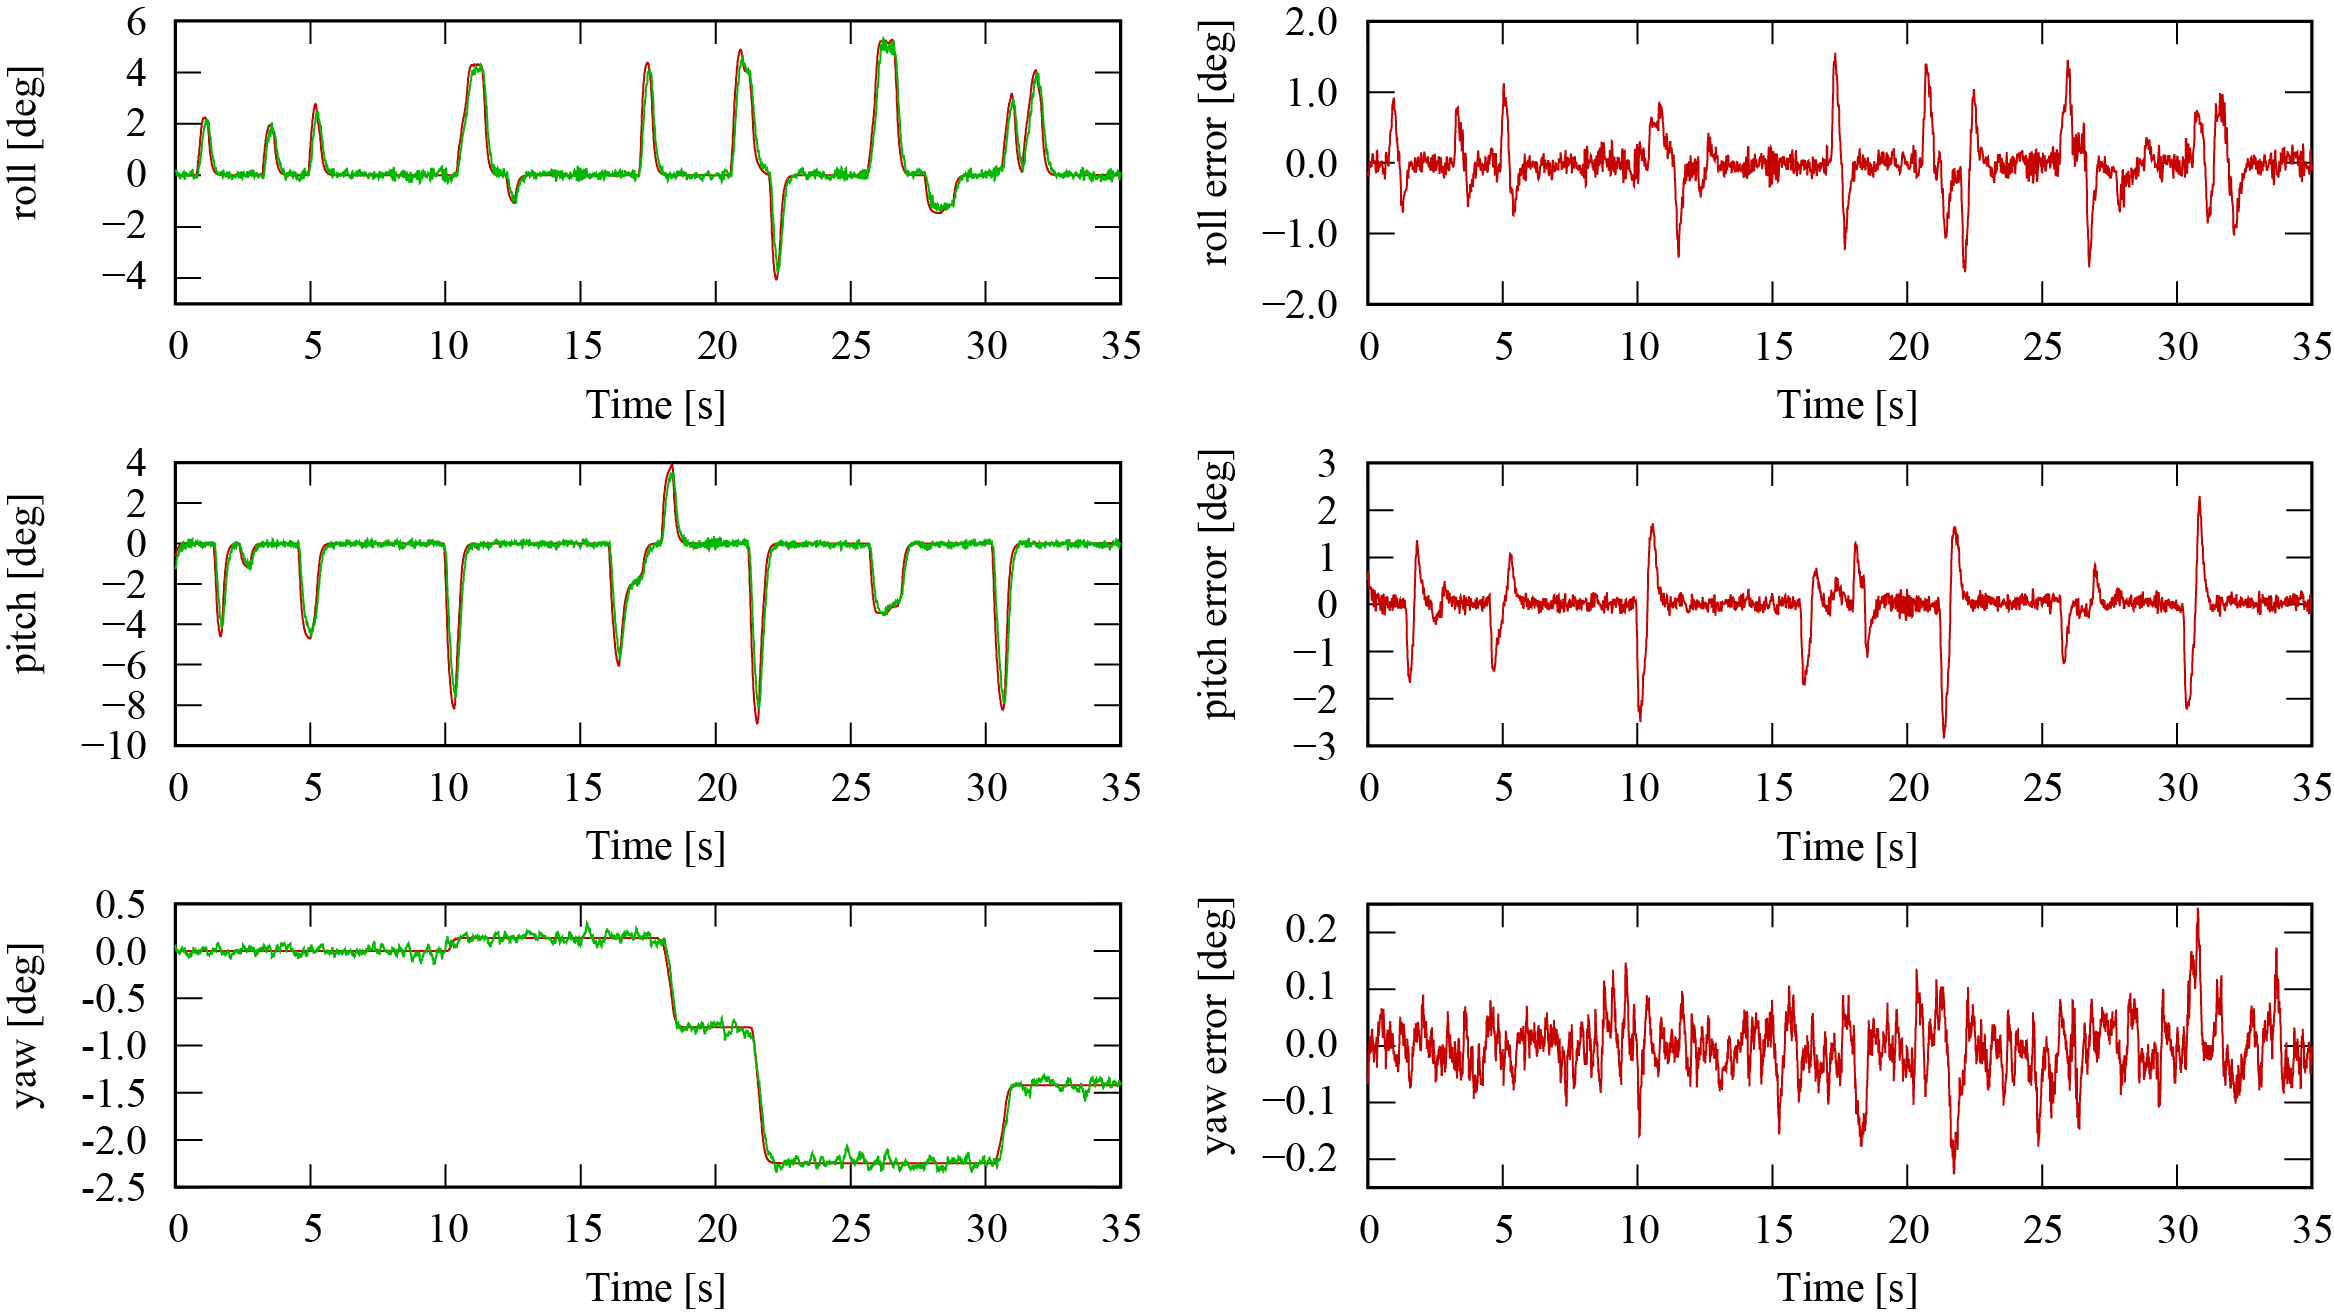 roll [deg]
6
4
2
0
−2
−4
0 5 10 15 20 25 30 35
Time [s]
roll error [deg]
2.0
1.0
0.0
−1.0
−2.0
0 5 10 15 20 25 30 35
Time [s]
pitch [deg]
4
2
0
−2
−4
−6
−8
−10
0 5 10 15 20 25 30 35
Time [s]
pitch error [deg]
3
2
1
0
−1
−2
−3
0 5 10 15 20 25 30 35
Time [s]
yaw [deg]
0.5
0.0
-0.5
-1.0
-1.5
-2.0
-2.5
0 5 10 15 20 25 30 35
Time [s]
yaw error [deg]
0.2
0.1
0.0
−0.1
−0.2
0 5 10 15 20 25 30 35
Time [s]